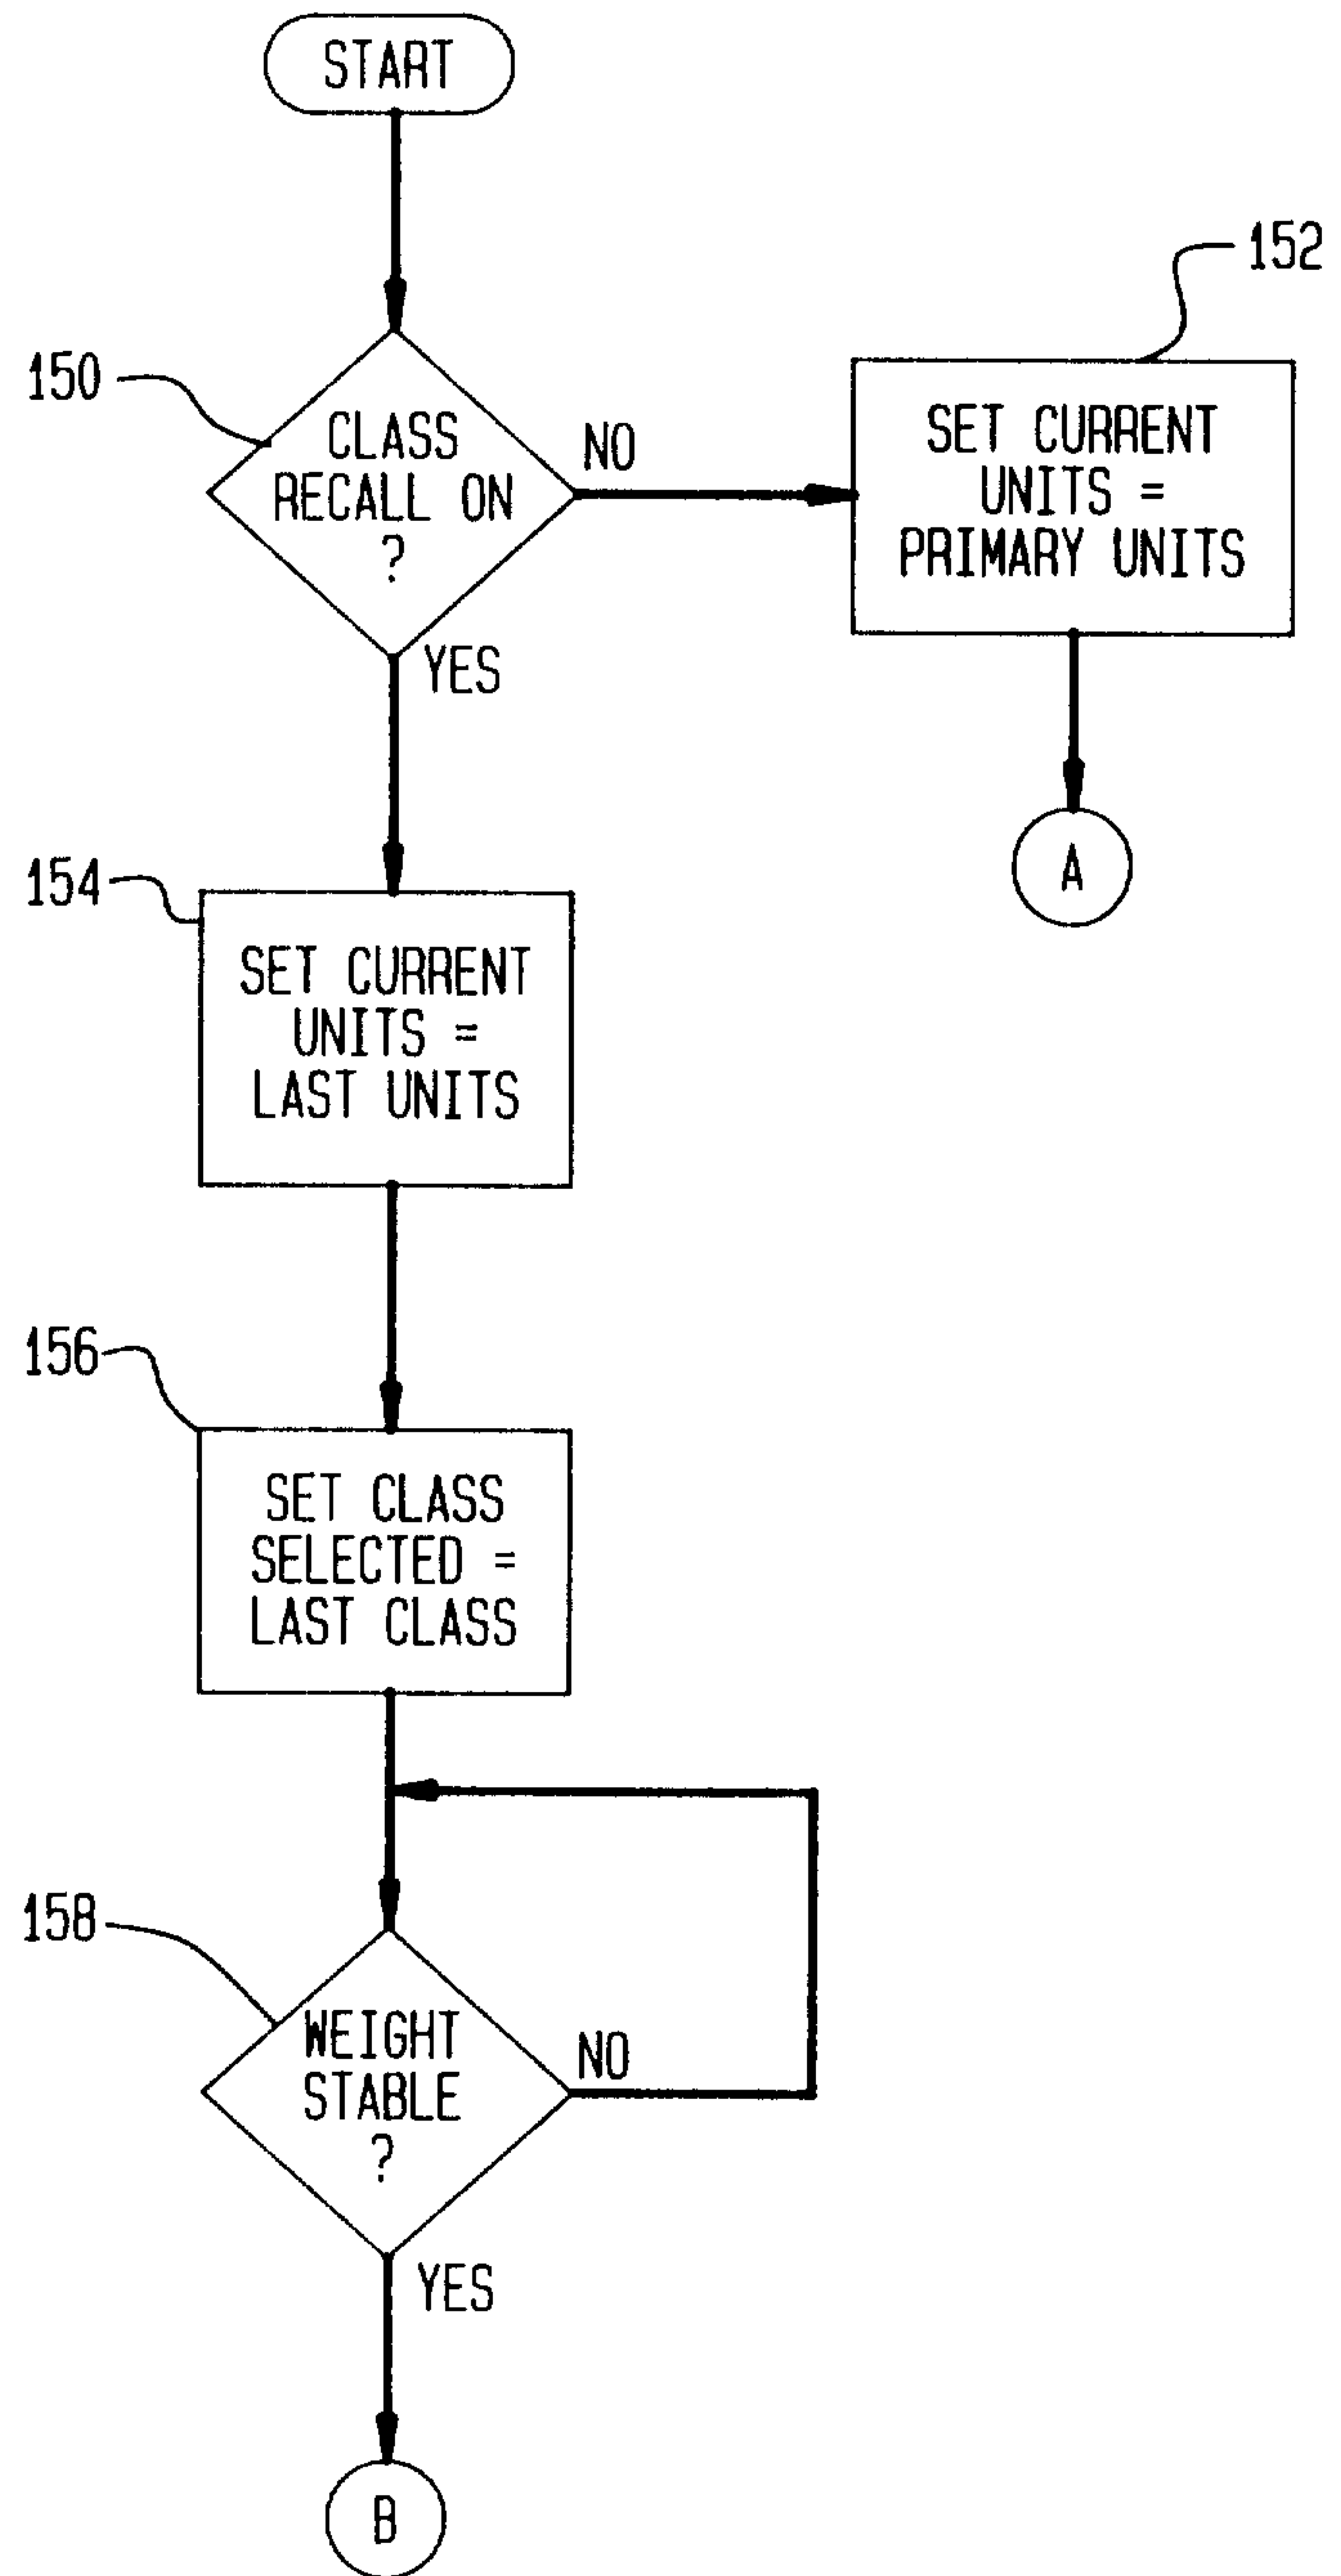 START
150
CLASS
RECALL ON
?
NO
YES
152
SET CURRENT
UNITS =
PRIMARY UNITS
A
154
SET CURRENT
UNITS =
LAST UNITS
156
SET CLASS
SELECTED =
LAST CLASS
158
WEIGHT
STABLE
?
NO
YES
B